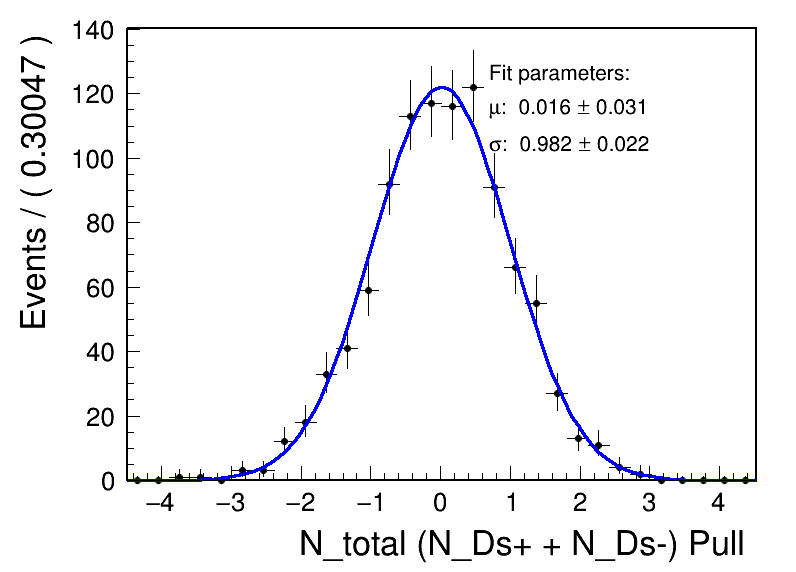 Events / ( 0.30047 )
140
120
100
80
60
40
20
0
Fit parameters:
μ: 0.016 ± 0.031
σ: 0.982 ± 0.022
−4 −3 −2 −1 0 1 2 3 4
N_total (N_Ds+ + N_Ds-) Pull